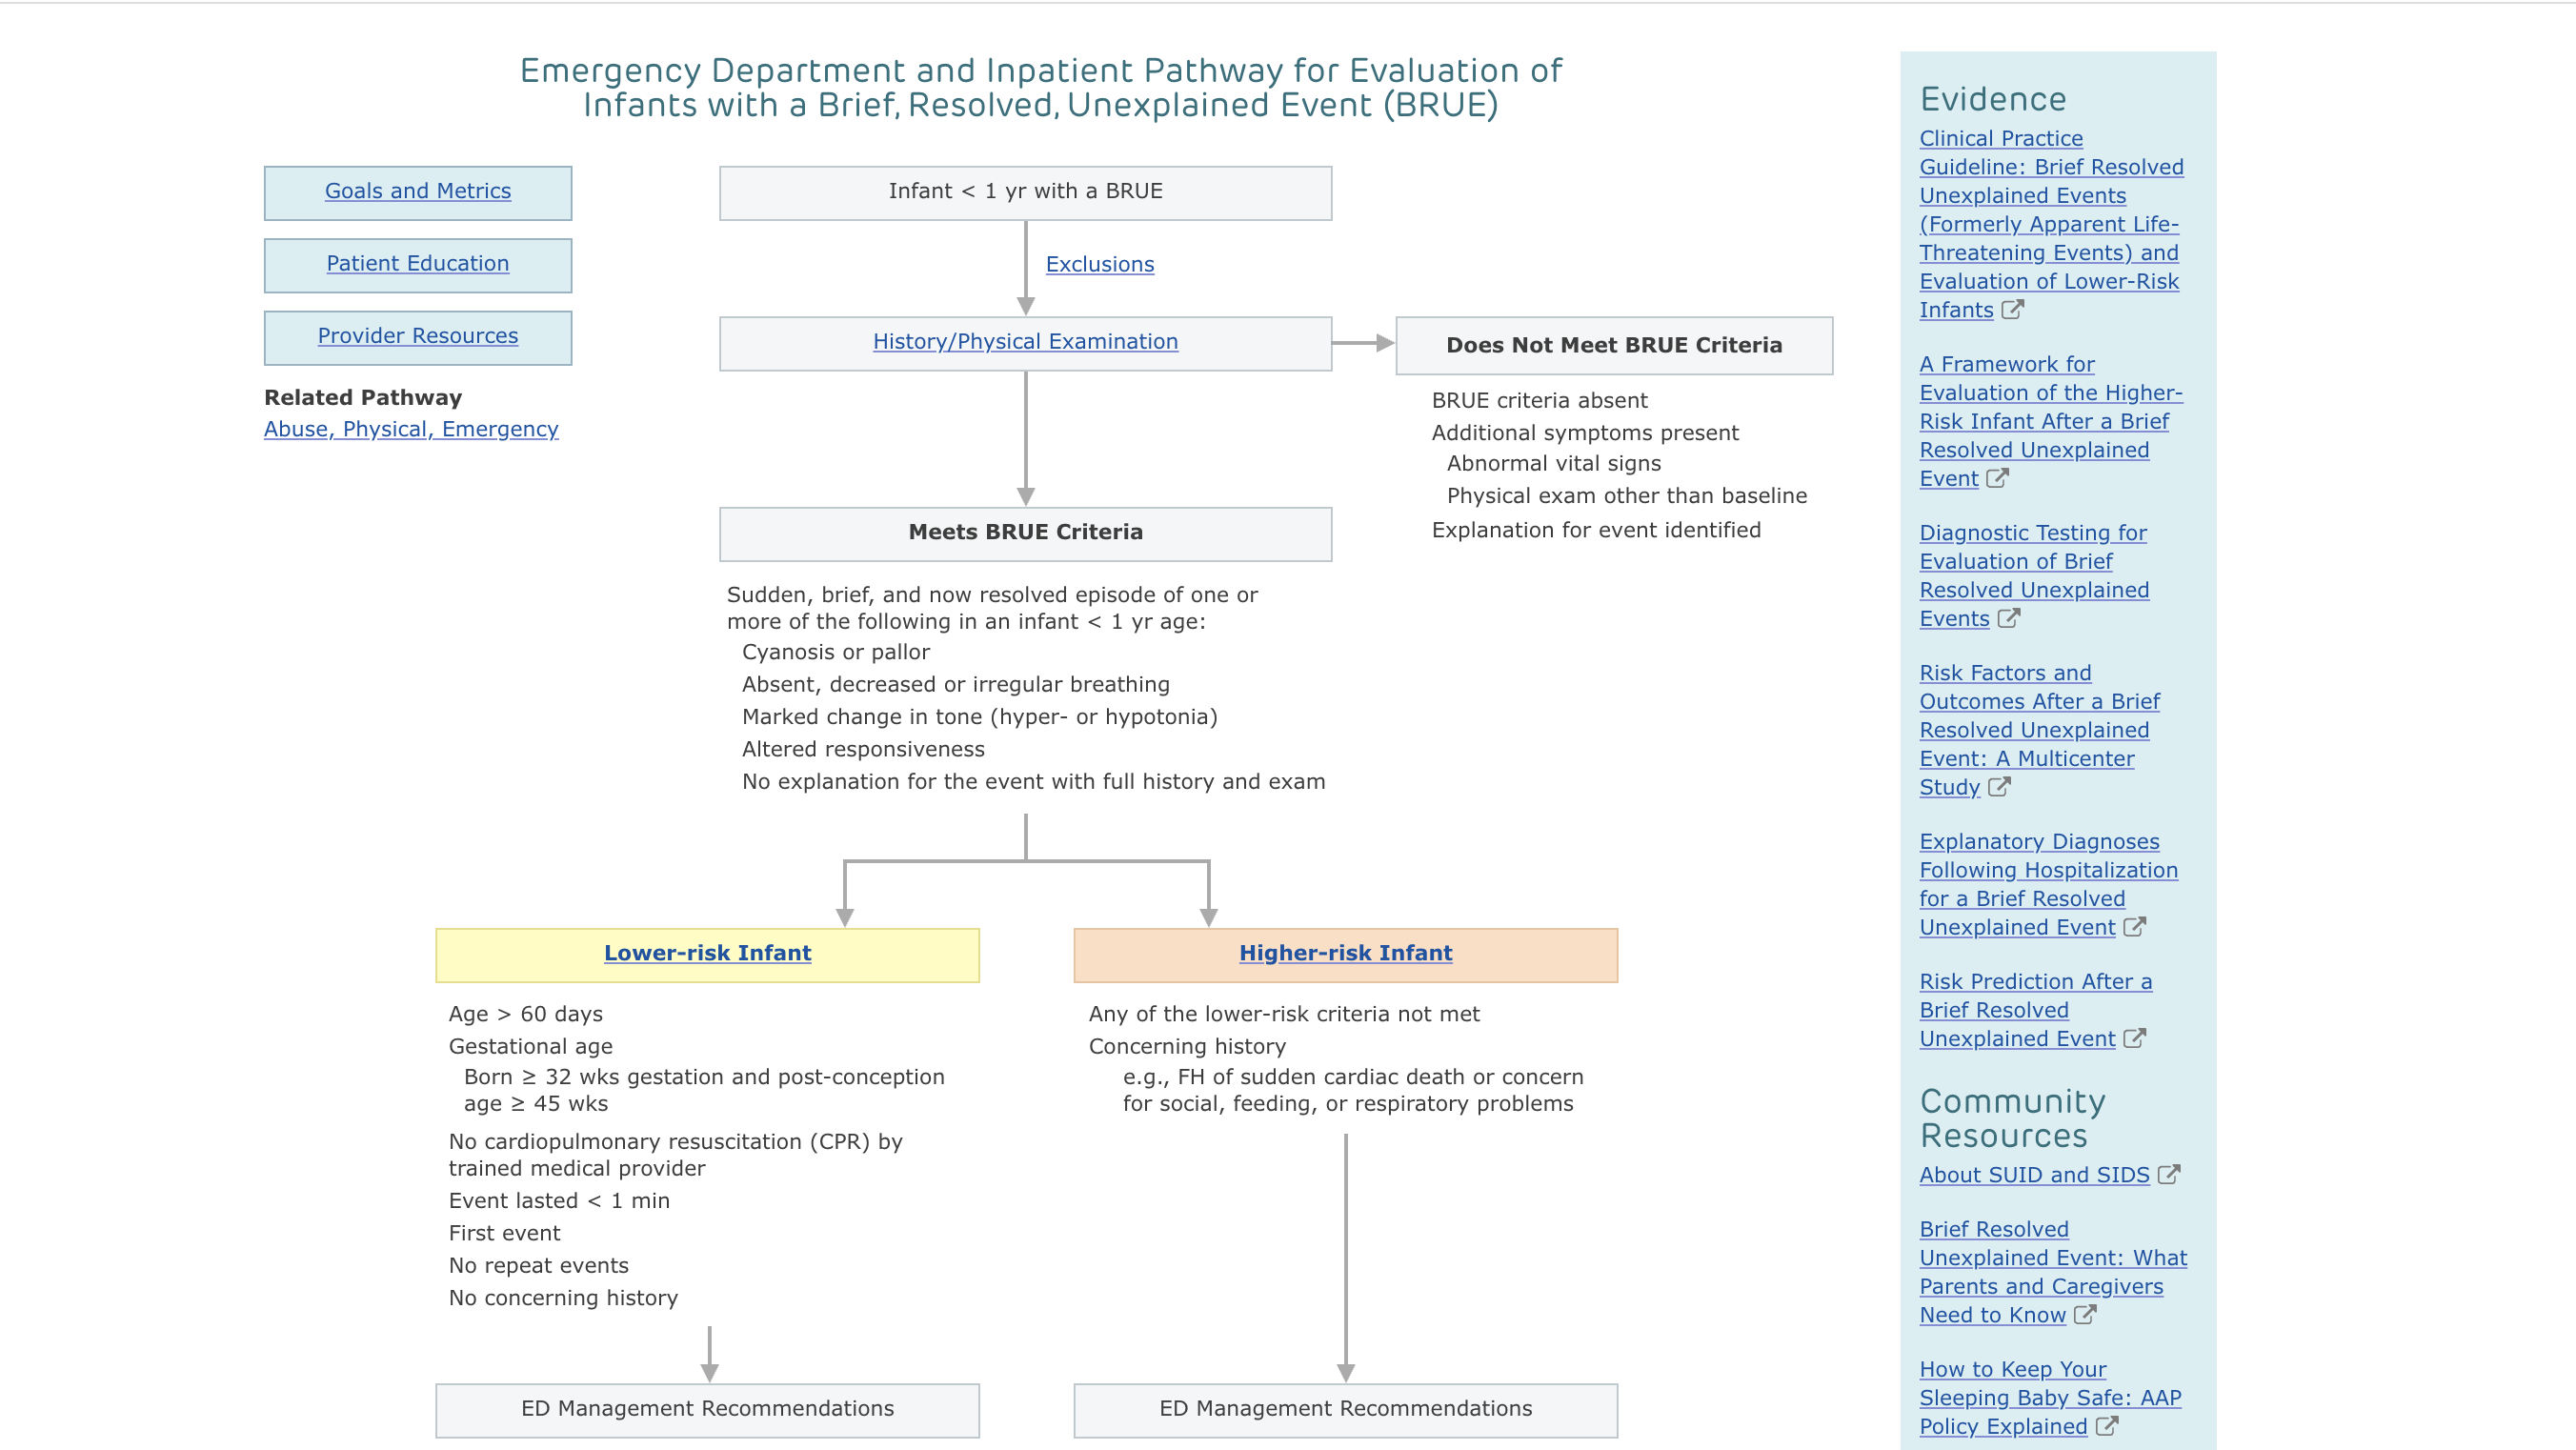 Emergency Department and Inpatient Pathway for Evaluation of
Infants with a Brief, Resolved, Unexplained Event (BRUE)
Goals and Metrics
Patient Education
Provider Resources
Related Pathway
Abuse, Physical, Emergency
Infant < 1 yr with a BRUE
Exclusions
History/Physical Examination
Does Not Meet BRUE Criteria
BRUE criteria absent
Additional symptoms present
Abnormal vital signs
Physical exam other than baseline
Explanation for event identified
Meets BRUE Criteria
Sudden, brief, and now resolved episode of one or
more of the following in an infant < 1 yr age:
Cyanosis or pallor
Absent, decreased or irregular breathing
Marked change in tone (hyper- or hypotonia)
Altered responsiveness
No explanation for the event with full history and exam
Lower-risk Infant
Age > 60 days
Gestational age
Born ≥ 32 wks gestation and post-conception
age ≥ 45 wks
No cardiopulmonary resuscitation (CPR) by
trained medical provider
Event lasted < 1 min
First event
No repeat events
No concerning history
ED Management Recommendations
Higher-risk Infant
Any of the lower-risk criteria not met
Concerning history
e.g., FH of sudden cardiac death or concern
for social, feeding, or respiratory problems
ED Management Recommendations
Evidence
Clinical Practice
Guideline: Brief Resolved
Unexplained Events
(Formerly Apparent Life-
Threatening Events) and
Evaluation of Lower-Risk
Infants
A Framework for
Evaluation of the Higher-
Risk Infant After a Brief
Resolved Unexplained
Event
Diagnostic Testing for
Evaluation of Brief
Resolved Unexplained
Events
Risk Factors and
Outcomes After a Brief
Resolved Unexplained
Event: A Multicenter
Study
Explanatory Diagnoses
Following Hospitalization
for a Brief Resolved
Unexplained Event
Risk Prediction After a
Brief Resolved
Unexplained Event
Community
Resources
About SUID and SIDS
Brief Resolved
Unexplained Event: What
Parents and Caregivers
Need to Know
How to Keep Your
Sleeping Baby Safe: AAP
Policy Explained